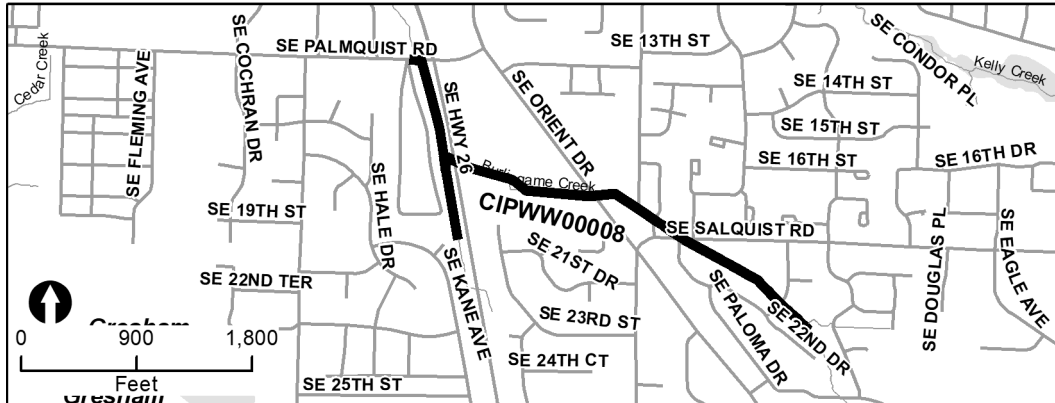 SE PALMQUIST RD
SE 13TH ST
SE CONDOR PL
Kelly Creek
Cedar Creek
SE FLEMING AVE
SE COCHRAN DR
SE HWY 26
SE ORIENT DR
SE 14TH ST
SE 15TH ST
SE 16TH ST
SE 16TH DR
SE HALE DR
Burlingame Creek
CIPWW00008
SE 19TH ST
SE SALQUIST RD
SE 21ST DR
SE DOUGLAS PL
SE EAGLE AVE
SE 22ND TER
SE KANE AVE
SE PALOMA DR
SE 22ND DR
SE 23RD ST
SE 24TH CT
SE 25TH ST
Gresham
0 900 1,800
Feet
Gresham